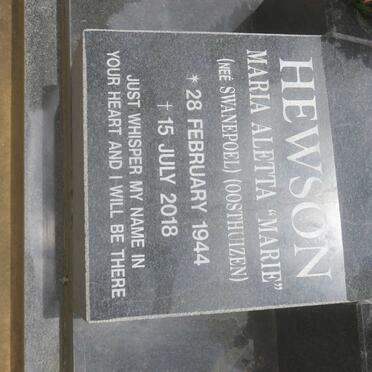 HEWSON
MARIA ALETTA “MARIE”
(NEÉ SWANEPOEL) (OOSTHUIZEN)
* 28 FEBRUARY 1944
† 15 JULY 2018
JUST WHISPER MY NAME IN
YOUR HEART AND I WILL BE THERE